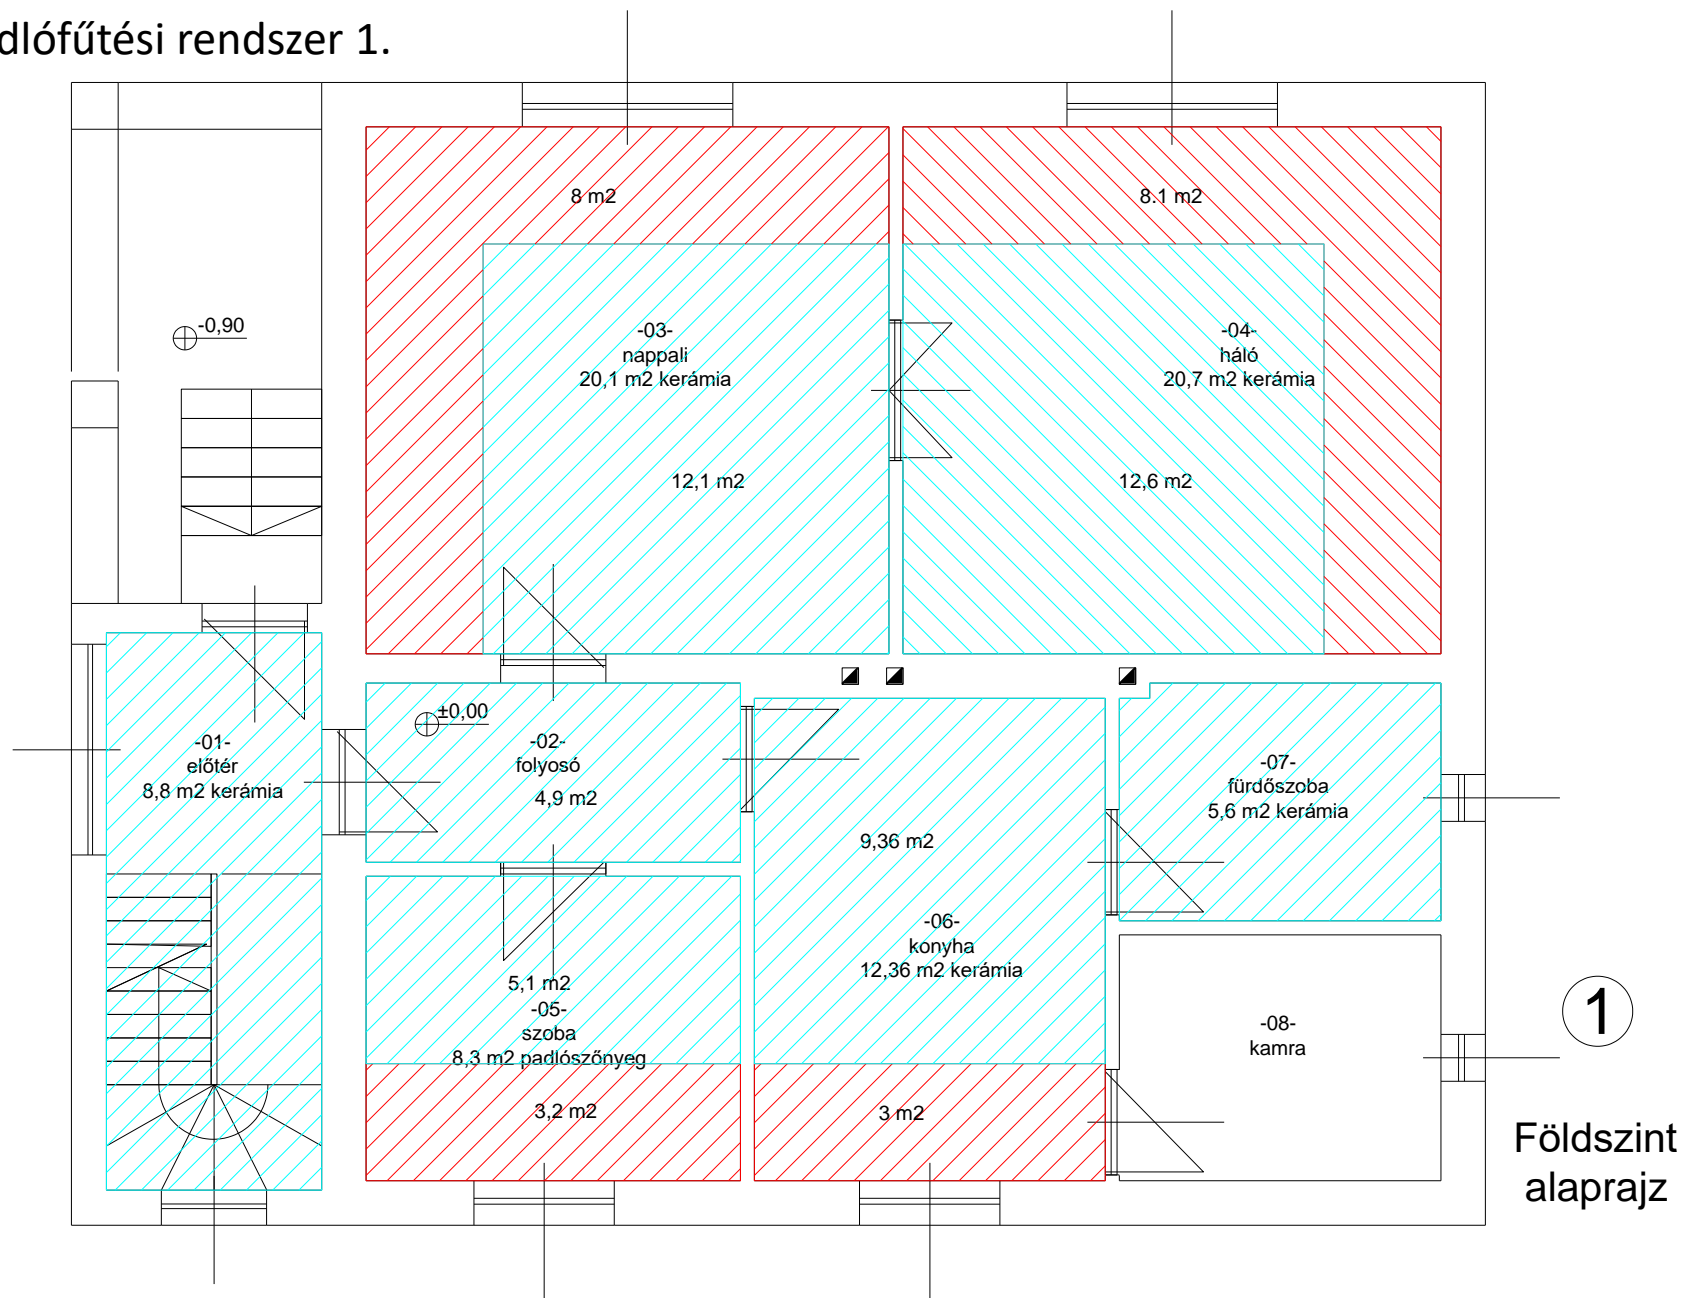 dlófűtési rendszer 1.
8 m2
8.1 m2
-0,90
-03-
nappali
20,1 m2 kerámia
-04-
háló
20,7 m2 kerámia
12,1 m2
12,6 m2
±0,00
-01-
előtér
8,8 m2 kerámia
-02-
folyosó
4,9 m2
-07-
fürdőszoba
5,6 m2 kerámia
9,36 m2
-06-
konyha
12,36 m2 kerámia
5,1 m2
-05-
szoba
8,3 m2 padlószőnyeg
-08-
kamra
1
3,2 m2
3 m2
Földszint
alaprajz